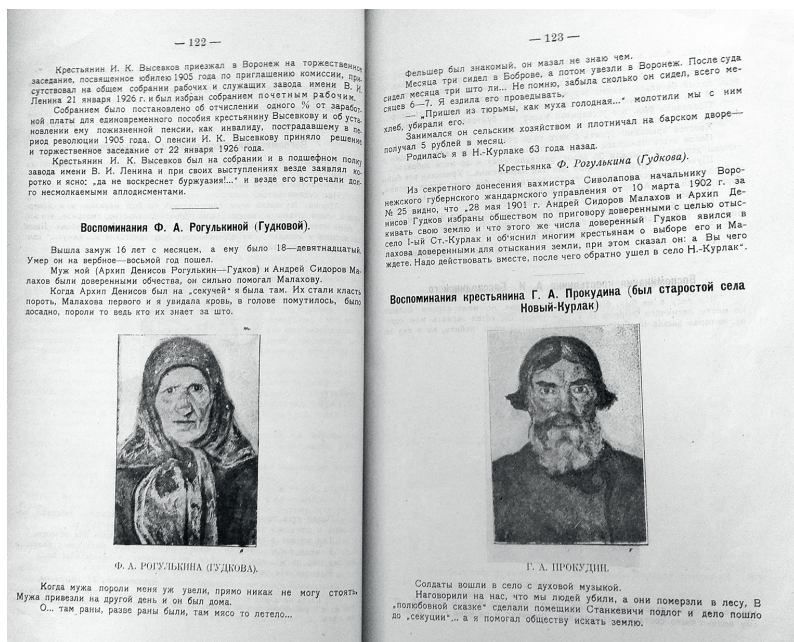 — 122 —
Крестьянин И. К. Высевков приезжал в Воронеж на торжественное
заседание, посвященное юбилею 1905 года по приглашению комиссии, при-
сутствовал на общем собрании рабочих и служащих завода имени В. И.
Ленина 21 января 1926 г. и был избран собранием почетным рабочим.
Собранием было постановлено об отчислении одного % от заработ-
ной платы для единовременного пособия крестьянину Высевкову и об уста-
новлении ему пожизненной пенсии, как инвалиду, пострадавшему в пе-
риод революции 1905 года. О пенсии И. К. Высевкову приняло решение
и торжественное заседание от 22 января 1926 года.
Крестьянин И. К. Высевков был на собрании и в подшефном полку
завода имени В. И. Ленина и при своих выступлениях везде заявлял ко-
ротко и ясно: „да не воскреснет буржуазия!...“ и везде его встречали дол-
го несмолкаемыми аплодисментами.
Воспоминания Ф. А. Рогулькиной (Гудковой).
Вышла замуж 16 лет с месяцем, а ему было 18—девятнадцатый.
Умер он на вербное—восьмой год пошел.
Муж мой (Архип Денисов Рогулькин—Гудков) и Андрей Сидоров Ма-
лахов были доверенными обчества, он сильно помогал Малахову.
Когда Архип Денисов был на „секучей“ я была там. Их стали класть
пороть, Малахова первого и я увидала кровь, в голове помутилось, было
досадно, пороли то ведь кто их знает за што.
Ф. А. РОГУЛЬКИНА (ГУДКОВА).
Когда мужа пороли меня уж увели, прямо никак не могу стоять.
Мужа привезли на другой день и он был дома.
О... там раны, разве раны были, там мясо то летело...
— 123 —
Фельшер был знакомый, он мазал не знаю чем.
Месяца три сидел в Боброве, а потом увезли в Воронеж. После суда
сидел месяца три што ли... Не помню, забыла сколько он сидел, всего ме-
сяцев 6—7. Я ездила его проведывать,
— „Пришел из тюрьмы, как муха голодная...“ молотили мы с ним
хлеб, убирали его.
Занимался он сельским хозяйством и плотничал на барском дворе—
получал 5 рублей в месяц.
Родилась я в Н.-Курлаке 63 года назад.
Крестьянка Ф. Рогулькина (Гудкова).
Из секретного донесения вахмистра Сиволапова начальнику Воро-
нежского губернского жандармского управления от 10 марта 1902 г. за
№ 25 видно, что „28 мая 1901 г. Андрей Сидоров Малахов и Архип Де-
нисов Гудков избраны обществом по приговору доверенными с целью отыс-
кивать свою землю и что этого же числа доверенный Гудков явился в
село I-ый Ст.-Курлак и об'яснил многим крестьянам о выборе его и Ма-
лахова доверенными для отыскания земли, при этом сказал он: а Вы чего
ждете. Надо действовать вместе, после чего обратно ушел в село Н.-Курлак“.
Воспоминания крестьянина Г. А. Прокудина (был старостой села
Новый-Курлак)
Г. А. ПРОКУДИН.
Солдаты вошли в село с духовой музыкой.
Наговорили на нас, что мы людей убили, а они померзли в лесу, В
„полюбовной сказке“ сделали помещики Станкевичи подлог и дело пошло
до „секуции“... а я помогал обществу искать землю.